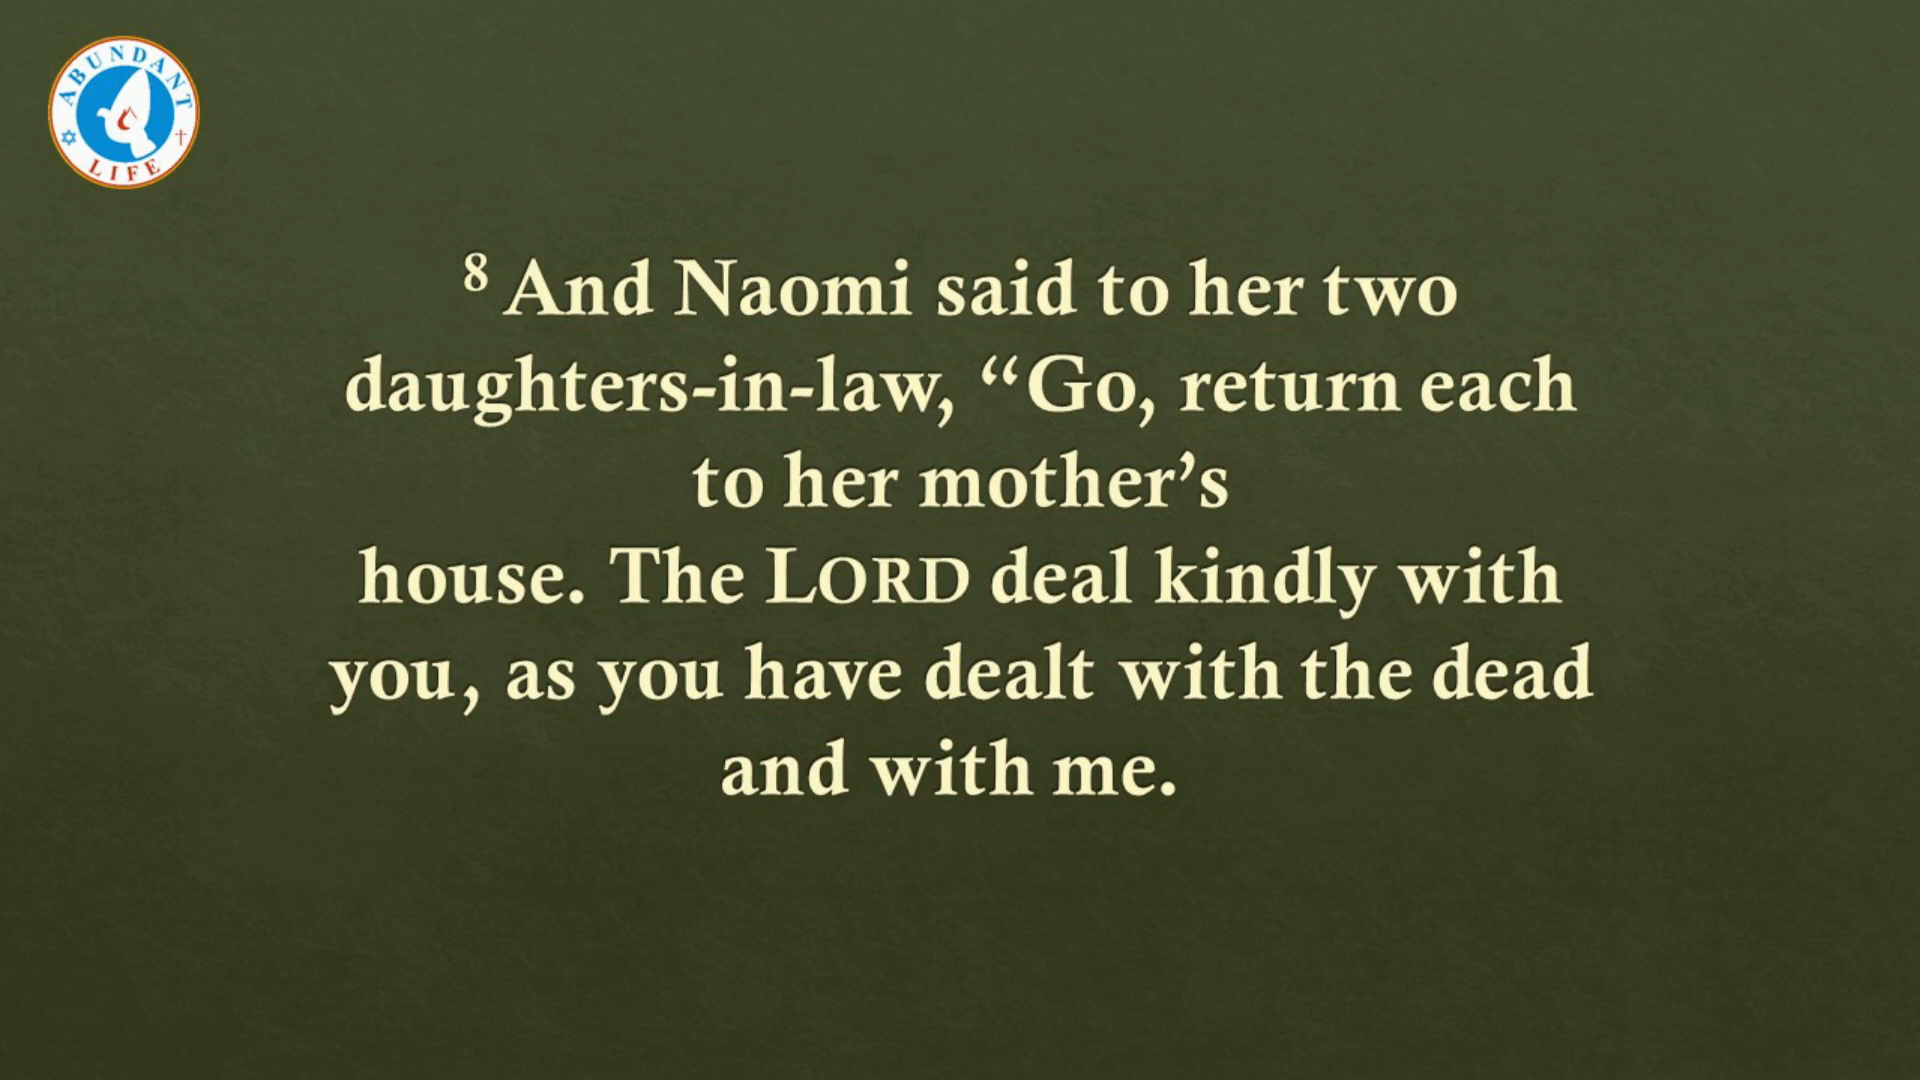 ABUNDANT
LIFE
8 And Naomi said to her two
daughters-in-law, “Go, return each
to her mother’s
house. The LORD deal kindly with
you, as you have dealt with the dead
and with me.